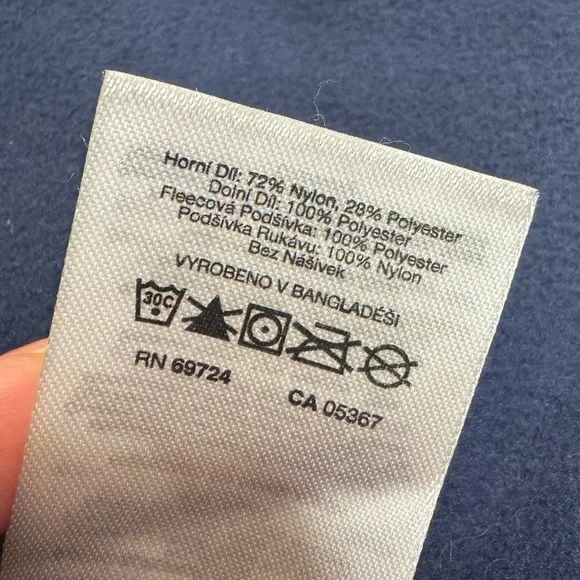 Horní Díl: 72% Nylon, 28% Polyester
Dolní Díl: 100% Polyester
Fleecová Podšívka: 100% Polyester
Podšívka Rukávu: 100% Nylon
Bez Nášivek
VYROBENO V BANGLADÉŠI
30C
RN 69724
CA 05367